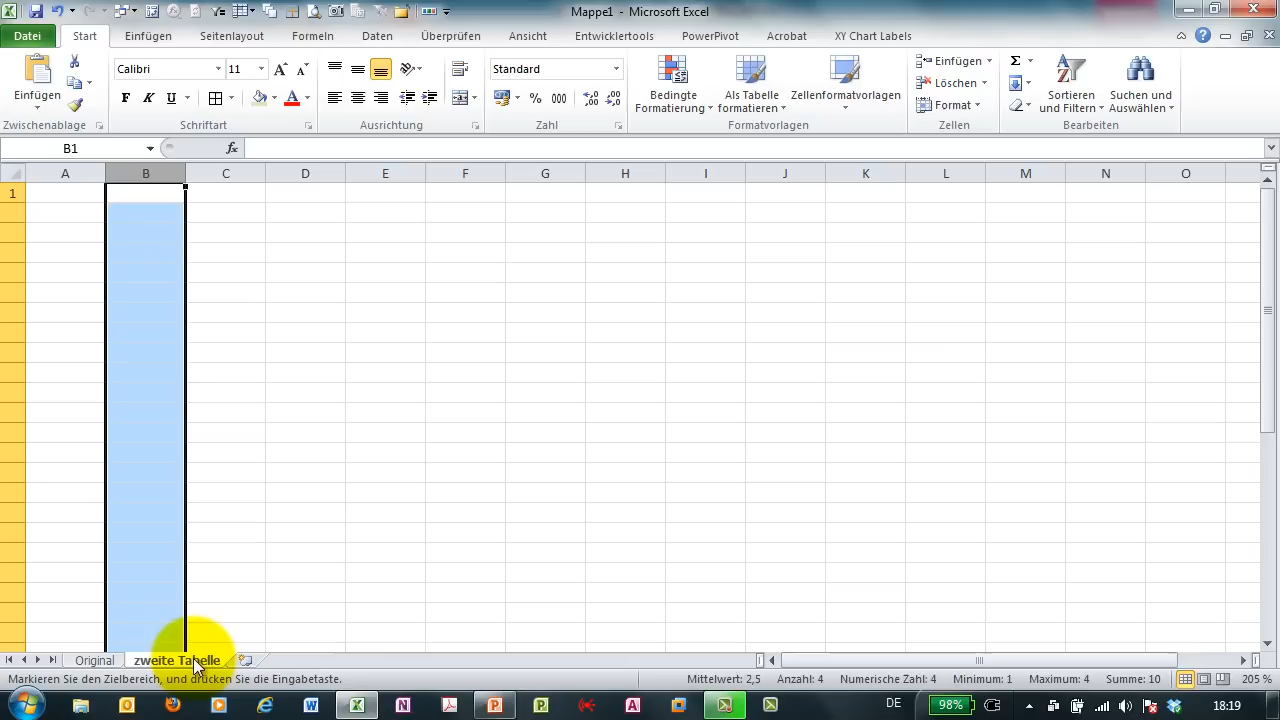 Mappe1 - Microsoft Excel
Datei Start Einfügen Seitenlayout Formeln Daten Überprüfen Ansicht Entwicklertools PowerPivot Acrobat XY Chart Labels
Einfügen
Zwischenablage
Calibri 11
F K U A
Schriftart
Ausrichtung
Standard
% 000
Zahl
Bedingte Formatierung
Als Tabelle formatieren
Zellenformatvorlagen
Formatvorlagen
Einfügen
Löschen
Format
Zellen
Σ
Sortieren und Filtern
Suchen und Auswählen
Bearbeiten
B1 fx
A B C D E F G H I J K L M N O
1
Original zweite Tabelle
Markieren Sie den Zielbereich, und drücken Sie die Eingabetaste. Mittelwert: 2,5 Anzahl: 4 Numerische Zahl: 4 Minimum: 1 Maximum: 4 Summe: 10 205 %
DE 98% 18:19